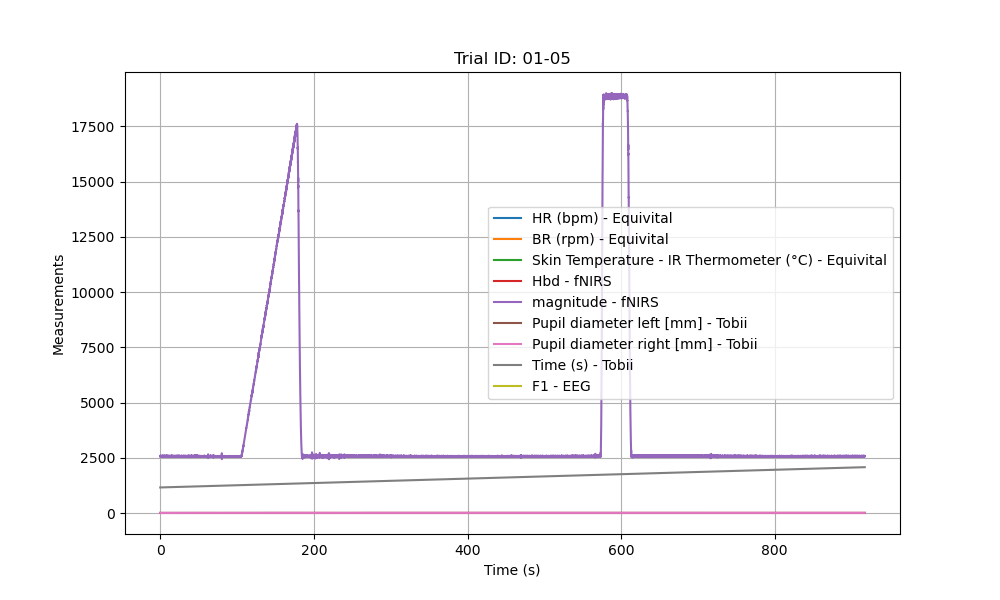 Trial ID: 01-05
Measurements
17500
15000
12500
10000
7500
5000
2500
0
HR (bpm) - Equivital
BR (rpm) - Equivital
Skin Temperature - IR Thermometer (°C) - Equivital
Hbd - fNIRS
magnitude - fNIRS
Pupil diameter left [mm] - Tobii
Pupil diameter right [mm] - Tobii
Time (s) - Tobii
F1 - EEG
0 200 400 600 800
Time (s)